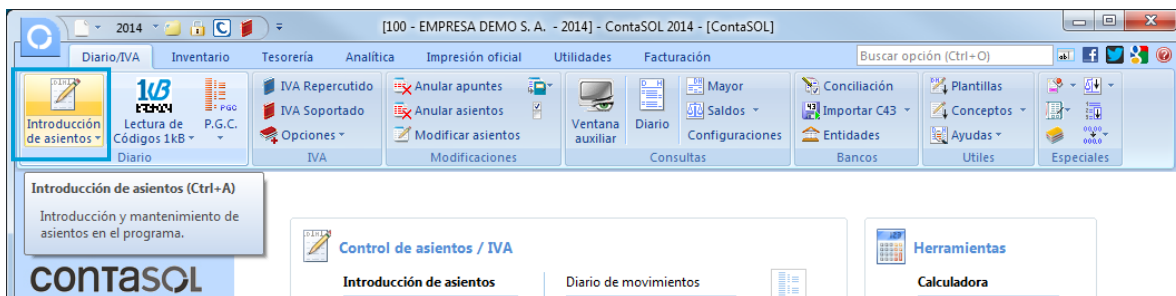 2014
[100 - EMPRESA DEMO S. A. - 2014] - ContaSOL 2014 - [ContaSOL]
Diario/IVA Inventario Tesorería Analítica Impresión oficial Utilidades Facturación Buscar opción (Ctrl+O)
Introducción de asientos
Lectura de Códigos 1kB
P.G.C.
Diario
IVA Repercutido
IVA Soportado
Opciones
IVA
Anular apuntes
Anular asientos
Modificar asientos
Modificaciones
Ventana auxiliar
Diario
Mayor
Saldos
Configuraciones
Consultas
Conciliación
Importar C43
Entidades
Bancos
Plantillas
Conceptos
Ayudas
Utiles
Especiales
Introducción de asientos (Ctrl+A)
Introducción y mantenimiento de
asientos en el programa.
contasol
Control de asientos / IVA
Introducción de asientos Diario de movimientos
Herramientas
Calculadora